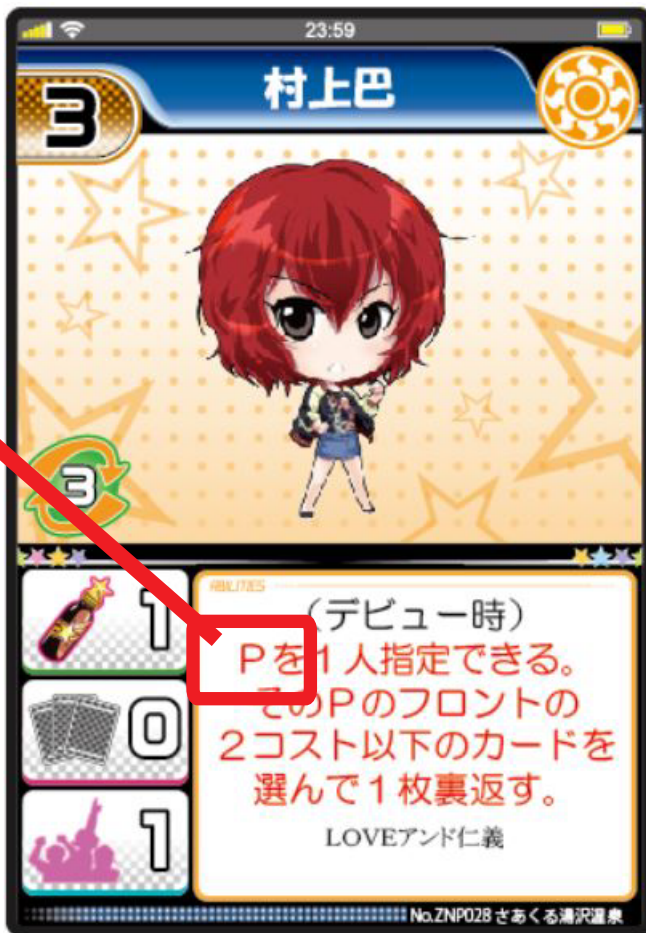 23:59
3
村上巴
3
ABILITIES
1
0
1
（デビュー時）
Pを1人指定できる。
そのPのフロントの
2コスト以下のカードを
選んで1枚裏返す。
LOVEアンド仁義
No.ZNP028 さあくる湯沢温泉